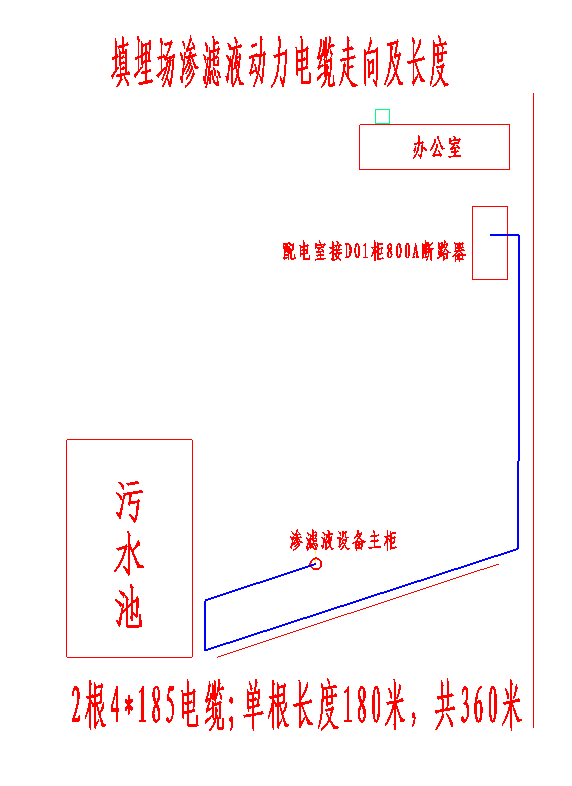 填埋场渗滤液动力电缆走向及长度
办公室
配电室接D01柜800A断路器
污水池
渗滤液设备主柜
2根4*185电缆;单根长度180米，共360米